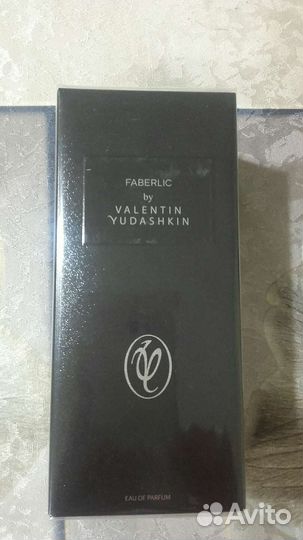 FABERLIC
by
VALENTIN
YUDASHKIN
EAU DE PARFUM
Avito